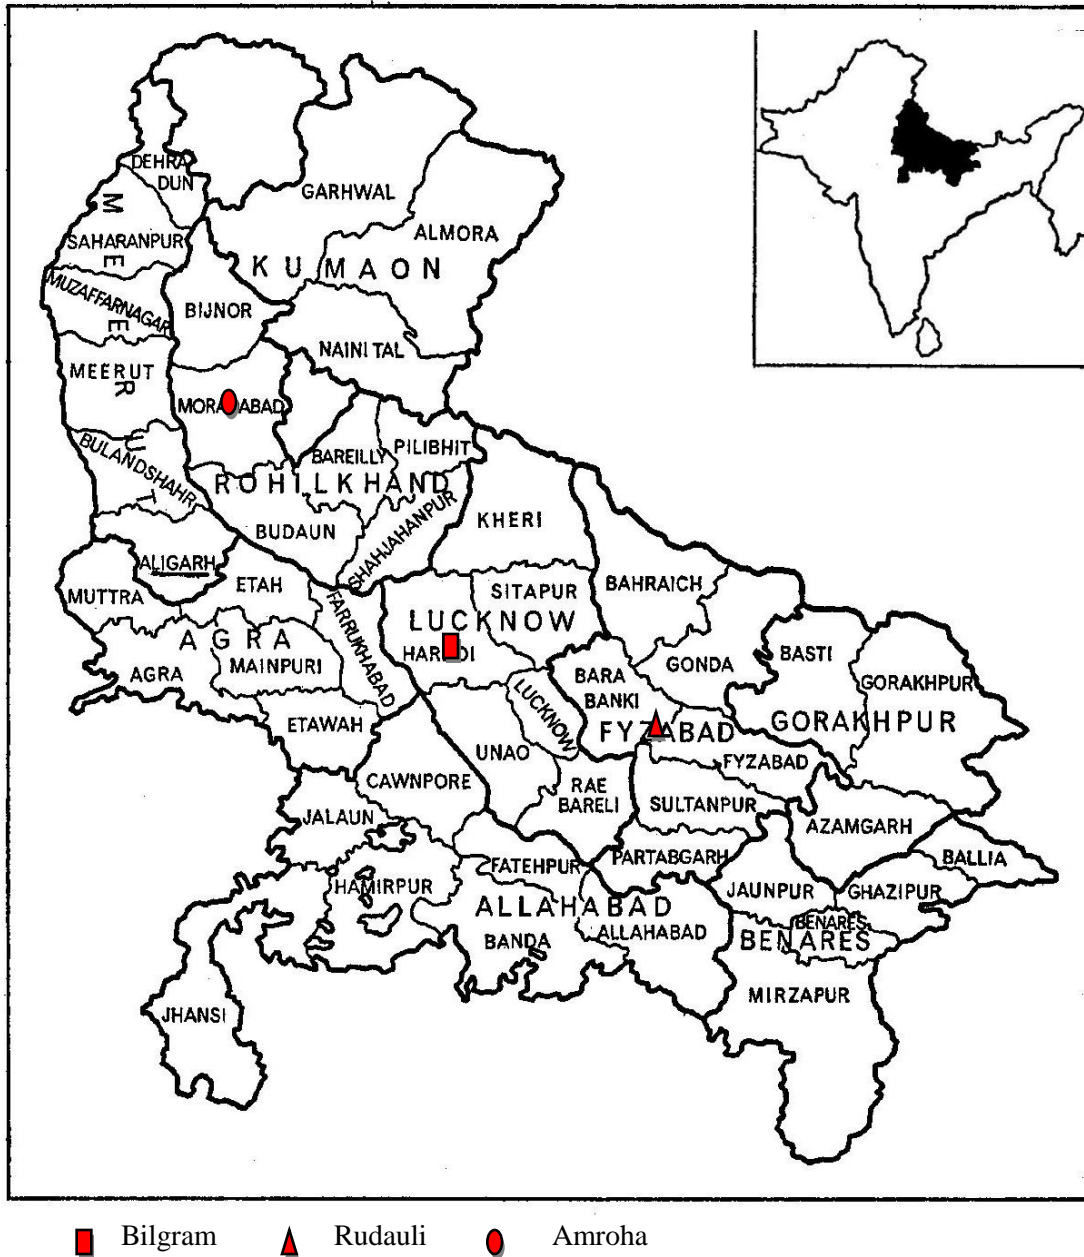 DEHRA
DUN
GARHWAL
ALMORA
SAHARANPUR
MEERUT
KUMAON
MUZAFFARNAGAR
BIJNOR
NAINI TAL
MEERUT
MORADABAD
BULANDSHAHR
BAREILLY
PILIBHIT
ROHILKHAND
SHAHJAHANPUR
BUDAUN
KHERI
ALIGARH
ETAH
MUTTRA
SITAPUR
BAHRAICH
LUCKNOW
FARRUKHABAD
AGRA
MAINPURI
AGRA
HARDOI
GONDA
BASTI
GORAKHPUR
BARA
BANKI
LUCKNOW
GORAKHPUR
ETAWAH
FYZABAD
UNAO
FYZABAD
CAWNPORE
RAE
BARELI
SULTANPUR
JALAUN
AZAMGARH
PARTABGARH
BALLIA
FATEHPUR
HAMIRPUR
JAUNPUR
GHAZIPUR
ALLAHABAD
BENARES
ALLAHABAD
BENARES
BANDA
MIRZAPUR
JHANSI
Bilgram Rudauli Amroha